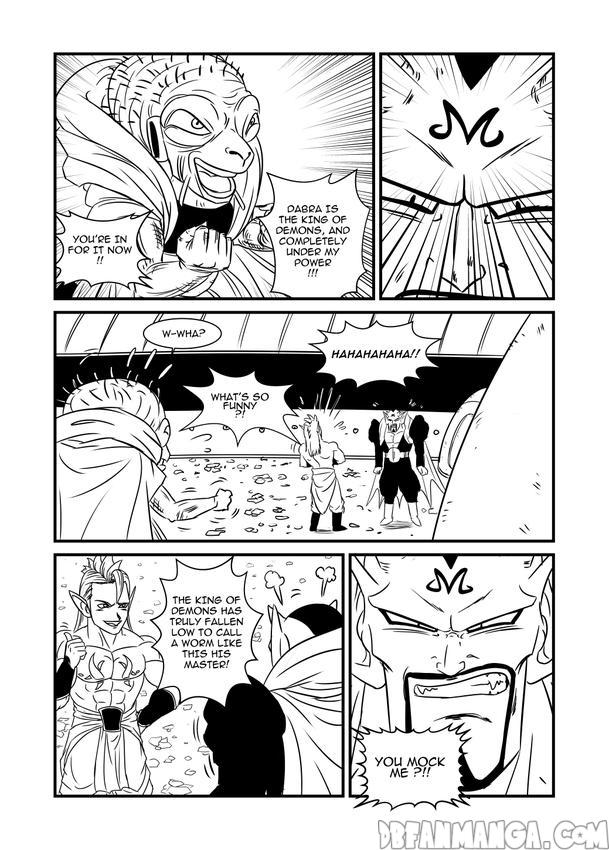 YOU'RE IN
FOR IT NOW
!!
DABRA IS
THE KING OF
DEMONS, AND
COMPLETELY
UNDER MY
POWER
!!!
M
W-WHA?
HAHAHAHAHA!!
WHAT'S SO
FUNNY
?!
THE KING OF
DEMONS HAS
TRULY FALLEN
LOW TO CALL
A WORM LIKE
THIS HIS
MASTER!
M
YOU MOCK
ME ?!!
DBFANMANGA.COM